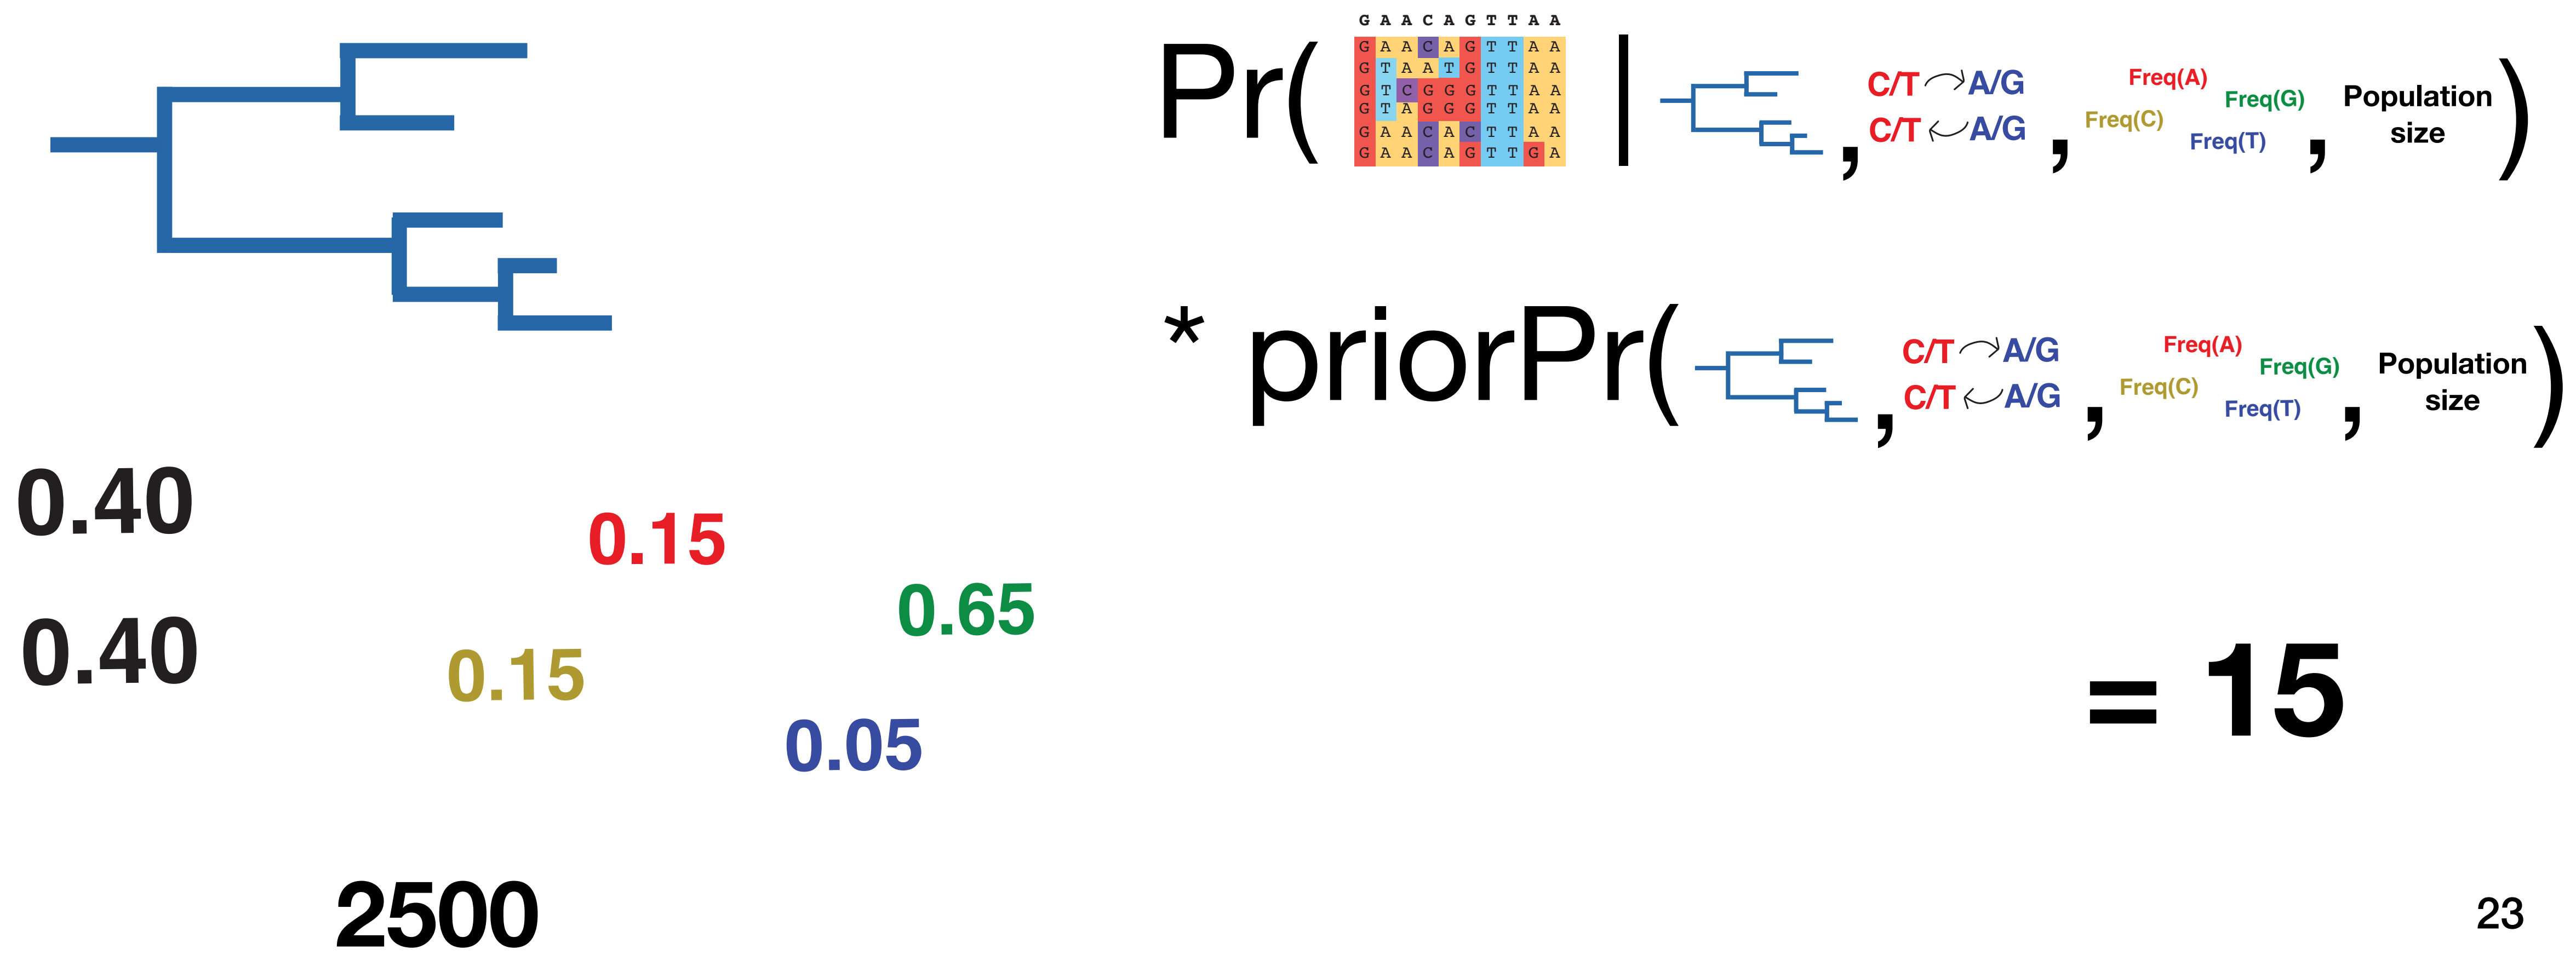 G A A C A G T T A A
Pr(
G A A C A G T T A A
G T A A T G T T A A
G T C G G G T T A A
G T A G G G T T A A
G A A C A C T T A A
G A A C A G T T G A
|
,
C/T A/G
C/T A/G
,
Freq(A)
Freq(G)
Freq(C)
Freq(T)
,
Population
size
)
* priorPr(
,
C/T A/G
C/T A/G
,
Freq(A)
Freq(G)
Freq(C)
Freq(T)
,
Population
size
)
0.40
0.15
0.65
0.40
0.15
0.05
= 15
2500
23